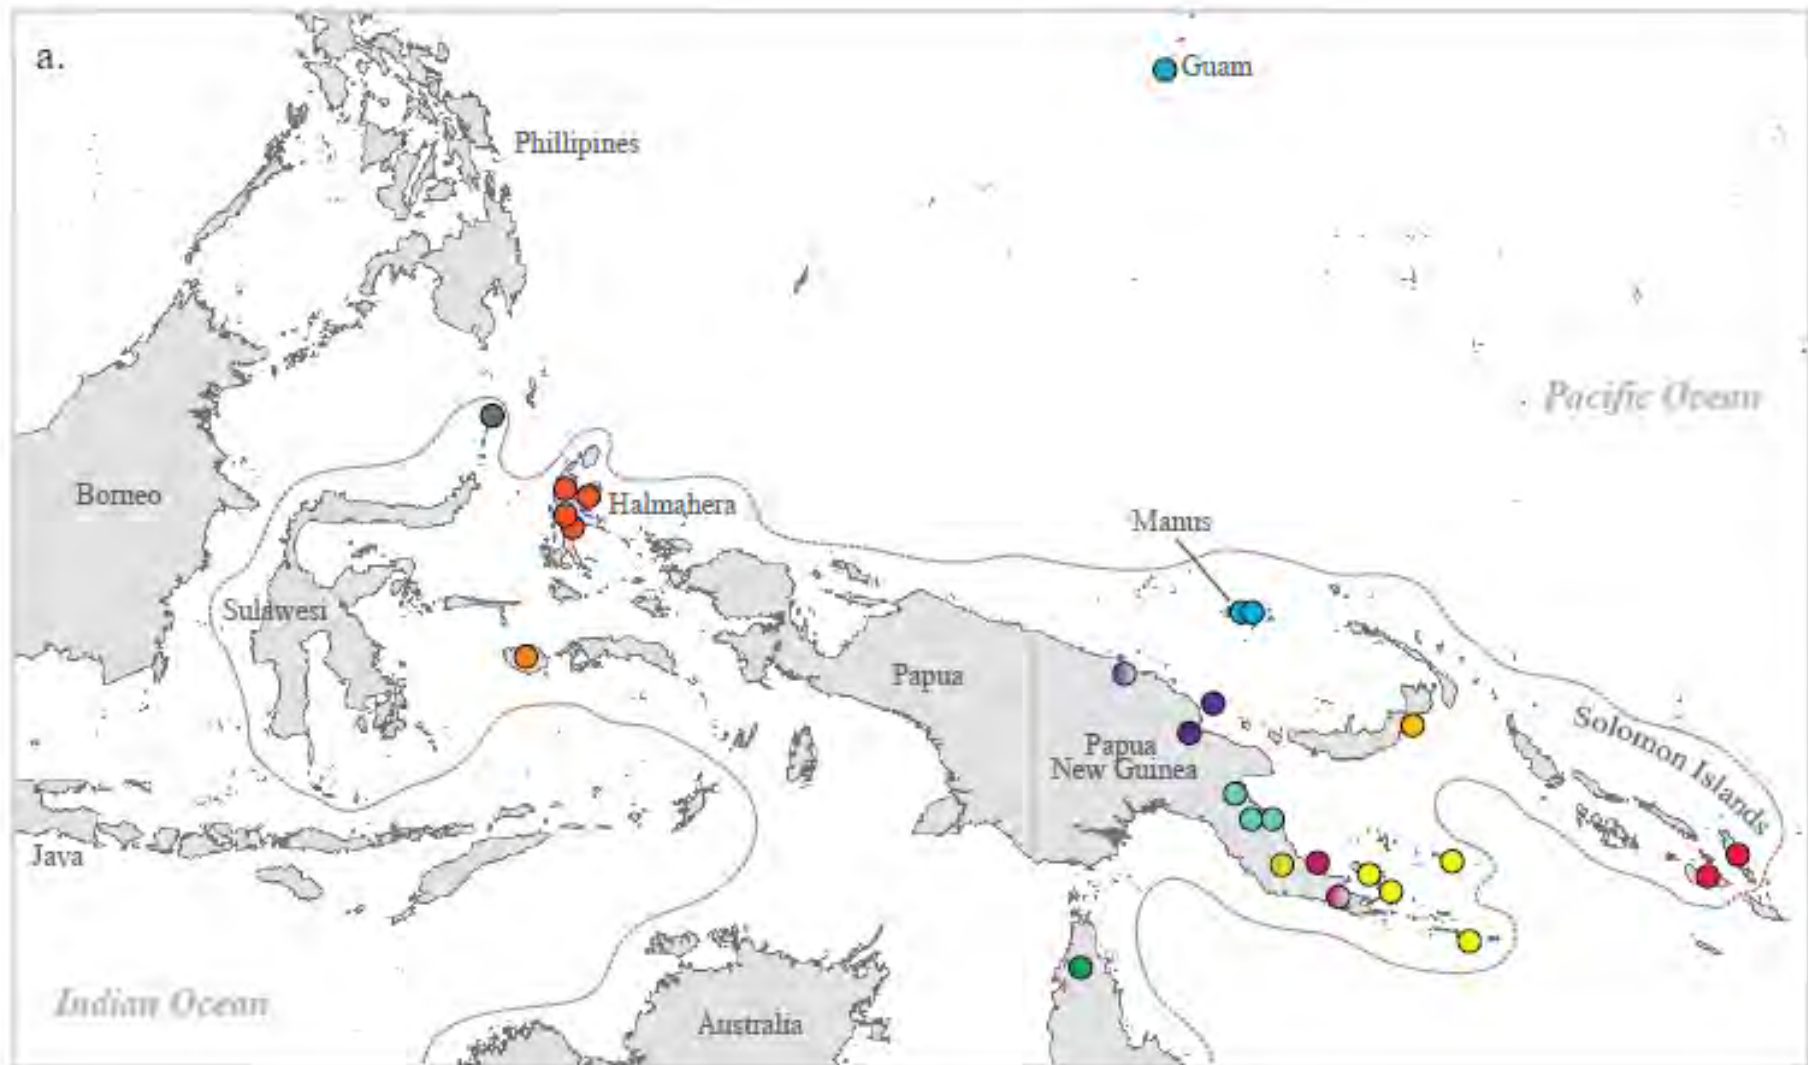 a.
Guam
Phillipines
Pacific Ocean
Borneo
Halmahera
Manus
Sulawesi
Papua
Solomon Islands
Papua
New Guinea
Java
Indian Ocean
Australia